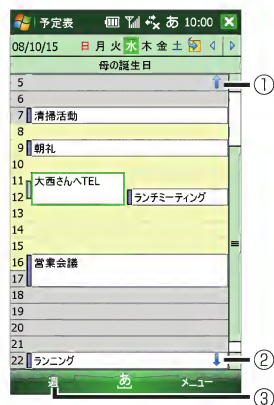 予定表 あ 10:00
08/10/15 日 月 火 水 木 金 土
母の誕生日
5
①
6
7 清掃活動
8
9 朝礼
10
11 大西さんへTEL
12 ランチミーティング
13
14
15
16 営業会議
17
18
19
20
21
22 ランニング
②
週 あ メニュー
③